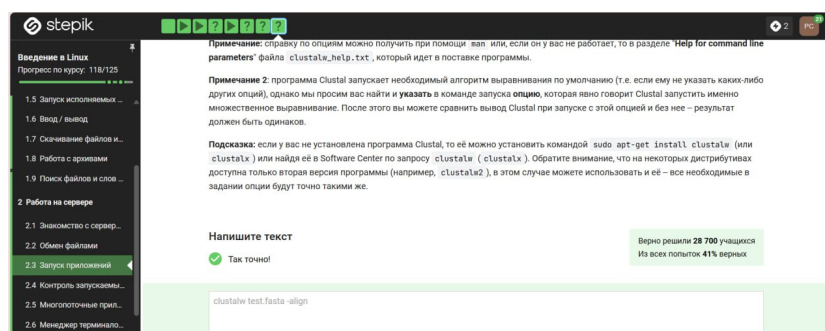 stepik
2
PC
21
Введение в Linux
Прогресс по курсу: 118/125
1.5 Запуск исполняемых ...
1.6 Ввод / вывод
1.7 Скачивание файлов и...
1.8 Работа с архивами
1.9 Поиск файлов и слов ...
2 Работа на сервере
2.1 Знакомство с сервер...
2.2 Обмен файлами
2.3 Запуск приложений
2.4 Контроль запускаемы...
2.5 Многопоточные прил...
2.6 Менеджер терминало...
Примечание: справку по опциям можно получить при помощи man или, если он у вас не работает, то в разделе "Help for command line
parameters" файла clustalw_help.txt, который идет в поставке программы.
Примечание 2: программа Clustal запускает необходимый алгоритм выравнивания по умолчанию (т.е. если ему не указать каких-либо
других опций), однако мы просим вас найти и указать в команде запуска опцию, которая явно говорит Clustal запустить именно
множественное выравнивание. После этого вы можете сравнить вывод Clustal при запуске с этой опцией и без нее – результат
должен быть одинаков.
Подсказка: если у вас не установлена программа Clustal, то её можно установить командой sudo apt-get install clustalw (или
clustalx) или найдя её в Software Center по запросу clustalw (clustalx). Обратите внимание, что на некоторых дистрибутивах
доступна только вторая версия программы (например, clustalw2), в этом случае можете использовать и её – все необходимые в
задании опции будут точно такими же.
Напишите текст
Так точно!
Верно решили 28 700 учащихся
Из всех попыток 41% верных
clustalw test.fasta -align